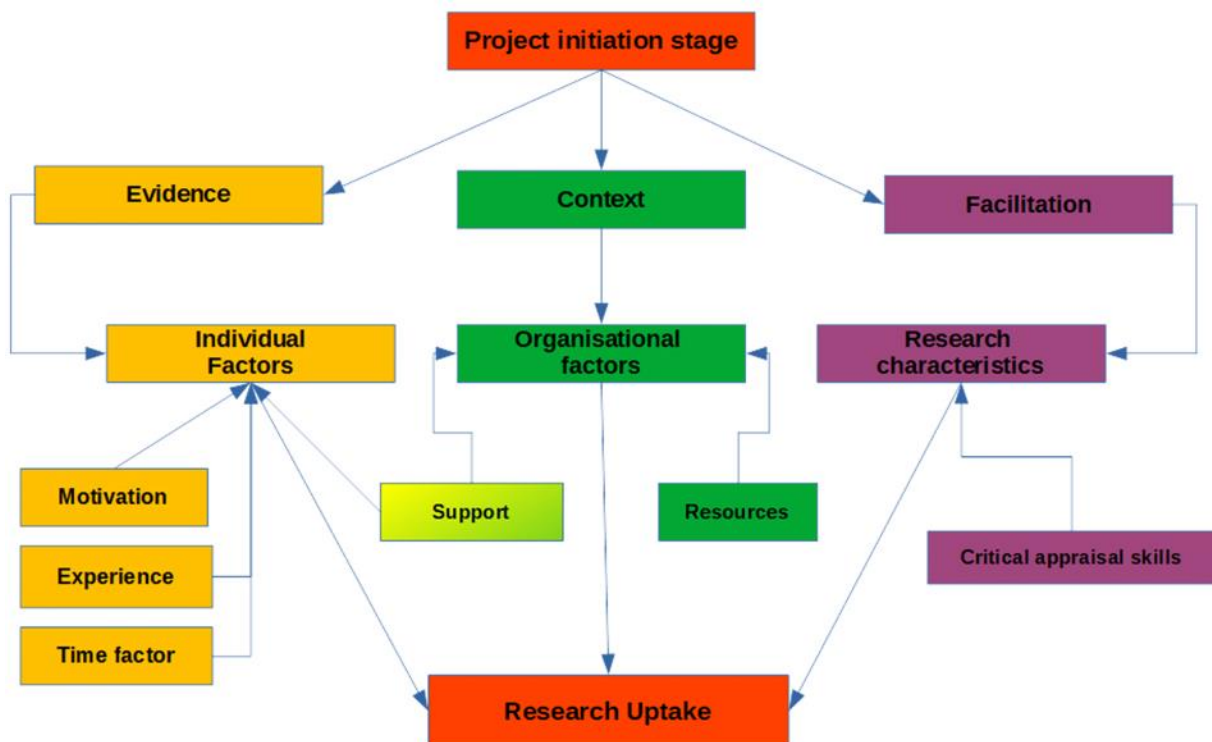 Project initiation stage
Evidence
Context
Facilitation
Individual
Factors
Organisational
factors
Research
characteristics
Motivation
Support
Resources
Experience
Critical appraisal skills
Time factor
Research Uptake